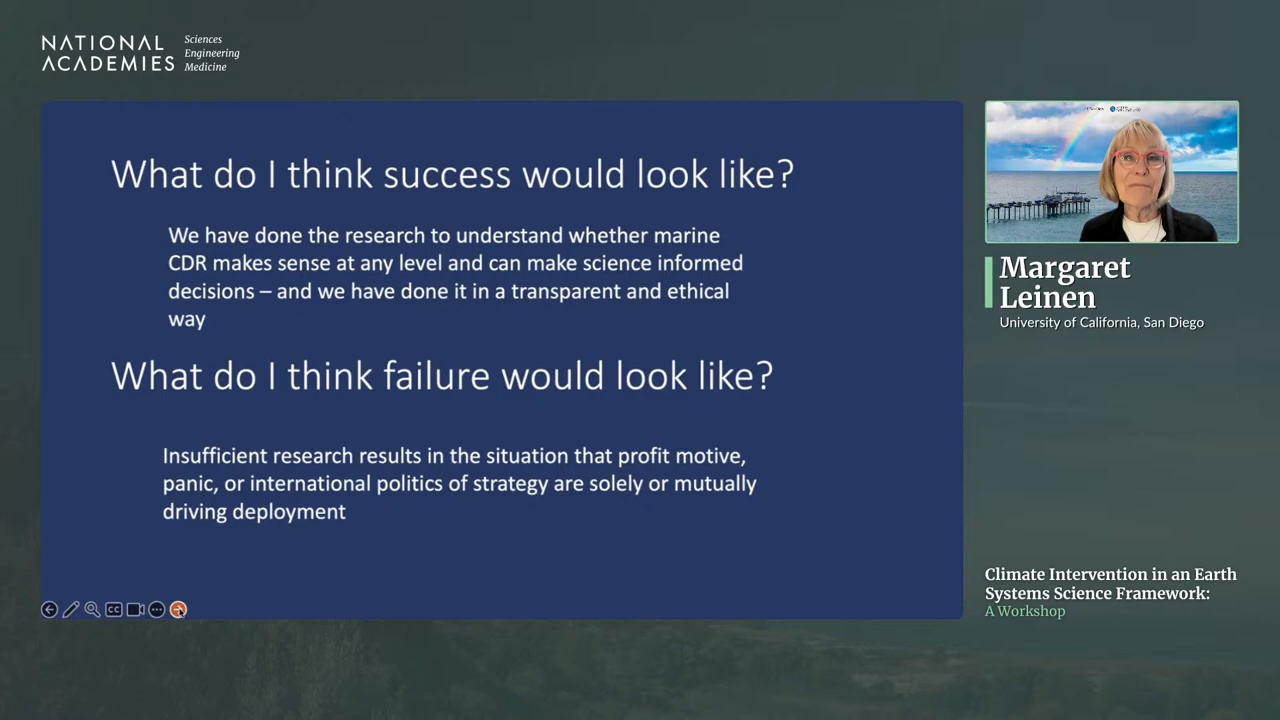 NATIONAL
ACADEMIES
Sciences
Engineering
Medicine
What do I think success would look like?
We have done the research to understand whether marine
CDR makes sense at any level and can make science informed
decisions – and we have done it in a transparent and ethical
way
What do I think failure would look like?
Insufficient research results in the situation that profit motive,
panic, or international politics of strategy are solely or mutually
driving deployment
CC
Margaret
Leinen
University of California, San Diego
Climate Intervention in an Earth
Systems Science Framework:
A Workshop